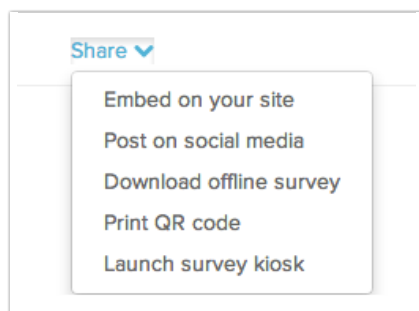 Share
Embed on your site
Post on social media
Download offline survey
Print QR code
Launch survey kiosk